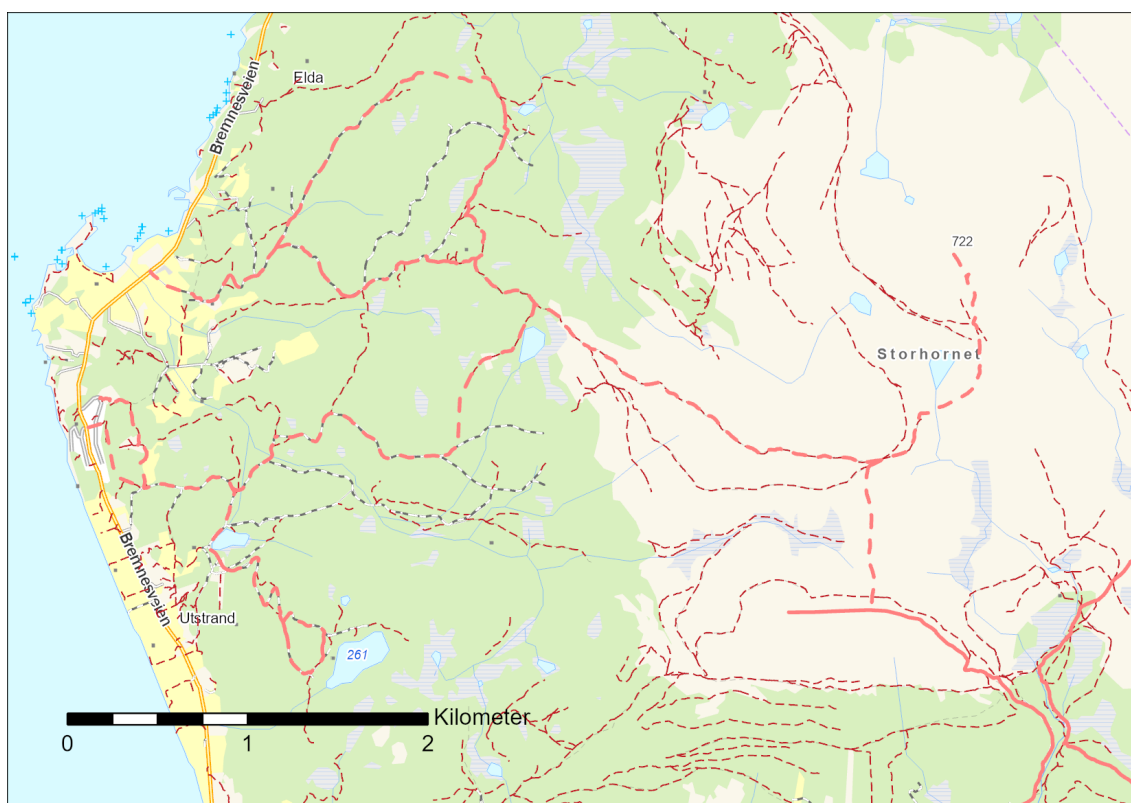 Elda
Bremnesveien
722
Storhornet
Bremnesveien
Utstrand
261
Kilometer
0 1 2